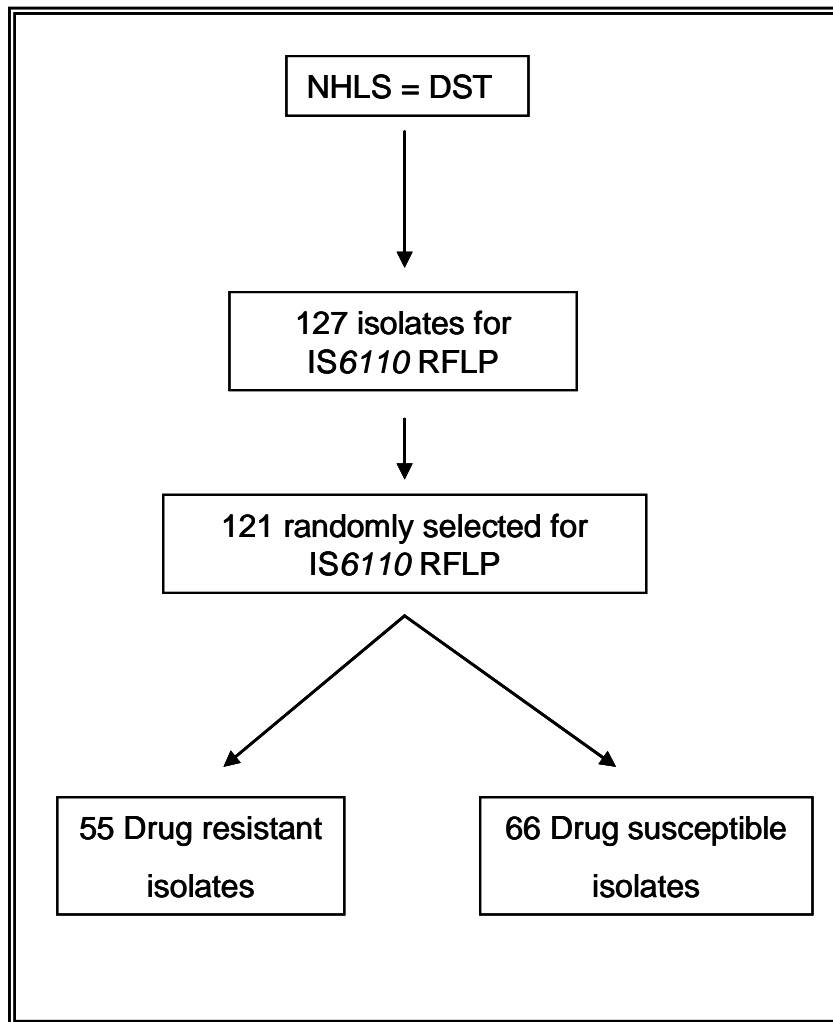 NHLS = DST
127 isolates for
IS6110 RFLP
121 randomly selected for
IS6110 RFLP
55 Drug resistant
isolates
66 Drug susceptible
isolates